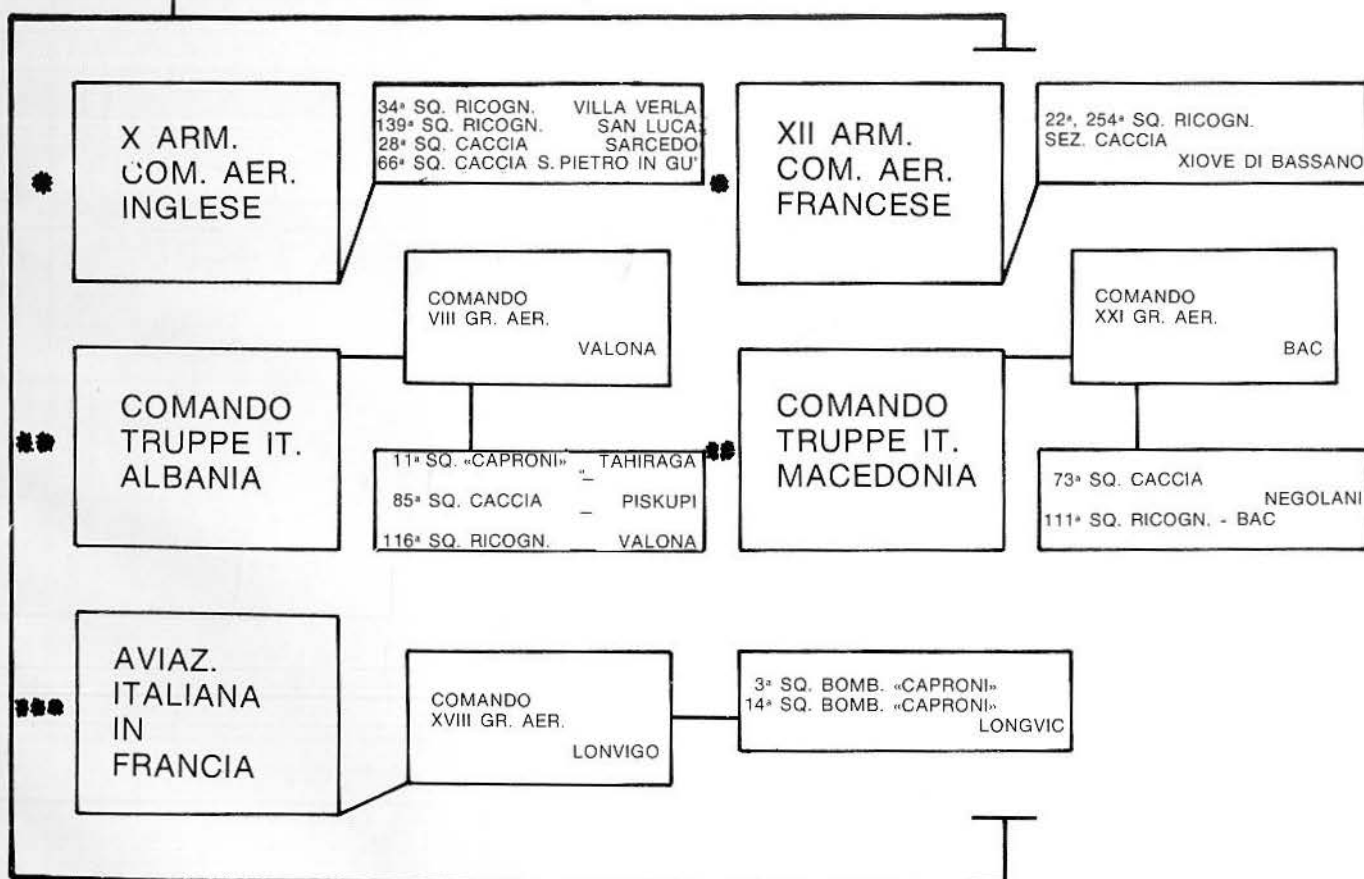 X ARM.
COM. AER.
INGLESE
34ª SQ. RICOGN. VILLA VERLA
139ª SQ. RICOGN. SAN LUCA
28ª SQ. CACCIA SARCEDO
66ª SQ. CACCIA S. PIETRO IN GU'
XII ARM.
COM. AER.
FRANCESE
22ª, 254ª SQ. RICOGN.
SEZ. CACCIA
XIOVE DI BASSANO
COMANDO
TRUPPE IT.
ALBANIA
COMANDO
VIII GR. AER.
VALONA
11ª SQ. «CAPRONI» _ TAHIRAGA
85ª SQ. CACCIA _ PISKUPI
116ª SQ. RICOGN. _ VALONA
COMANDO
TRUPPE IT.
MACEDONIA
COMANDO
XXI GR. AER.
BAC
73ª SQ. CACCIA
NEGOLANI
111ª SQ. RICOGN. - BAC
AVIAZ.
ITALIANA
IN
FRANCIA
COMANDO
XVIII GR. AER.
LONVIGO
3ª SQ. BOMB. «CAPRONI»
14ª SQ. BOMB. «CAPRONI»
LONGVIC